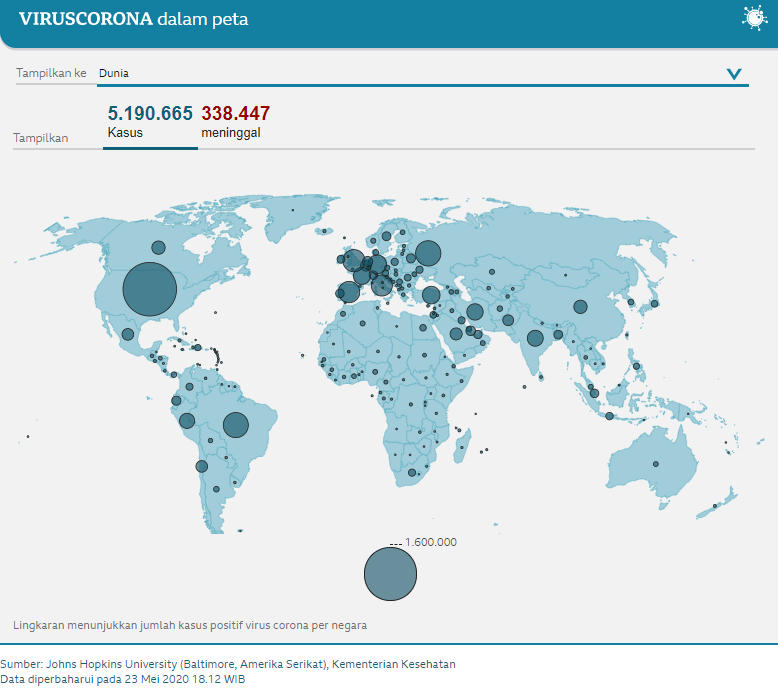 VIRUSCORONA dalam peta
Tampilkan ke Dunia
5.190.665 338.447
Kasus meninggal
Tampilkan
1.600.000
Lingkaran menunjukkan jumlah kasus positif virus corona per negara
Sumber: Johns Hopkins University (Baltimore, Amerika Serikat), Kementerian Kesehatan
Data diperbaharui pada 23 Mei 2020 18.12 WIB